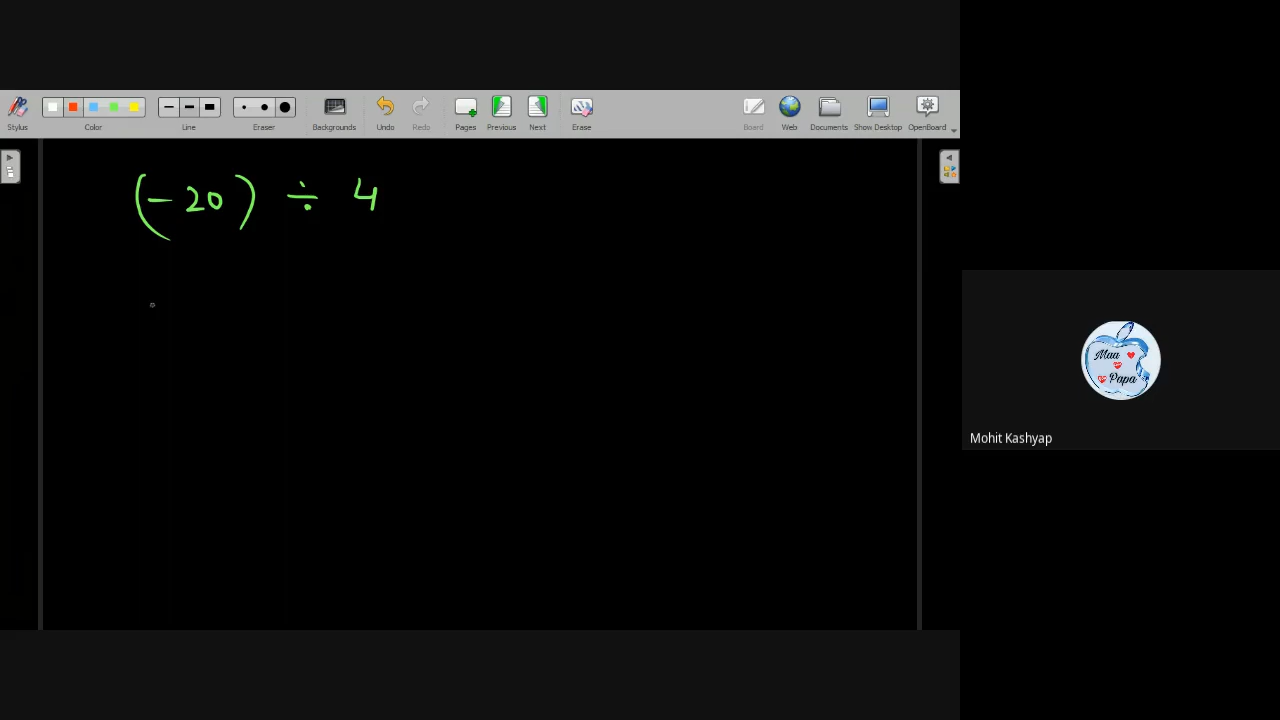 Stylus Color Line Eraser Backgrounds Undo Redo Pages Previous Next Erase Board Web Documents Show Desktop OpenBoard
(-20) ÷ 4
Maa
Papa
Mohit Kashyap